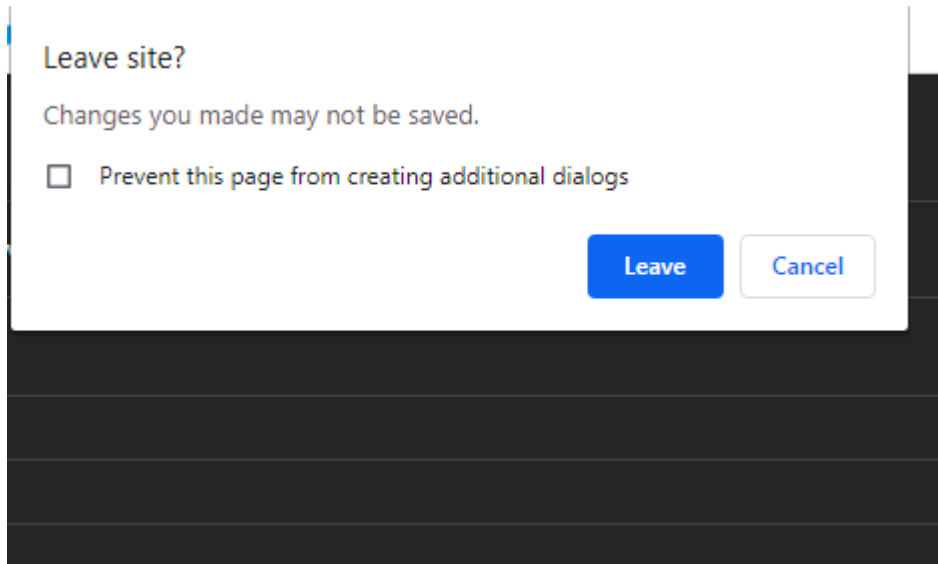 Leave site?
Changes you made may not be saved.
Prevent this page from creating additional dialogs
Leave Cancel